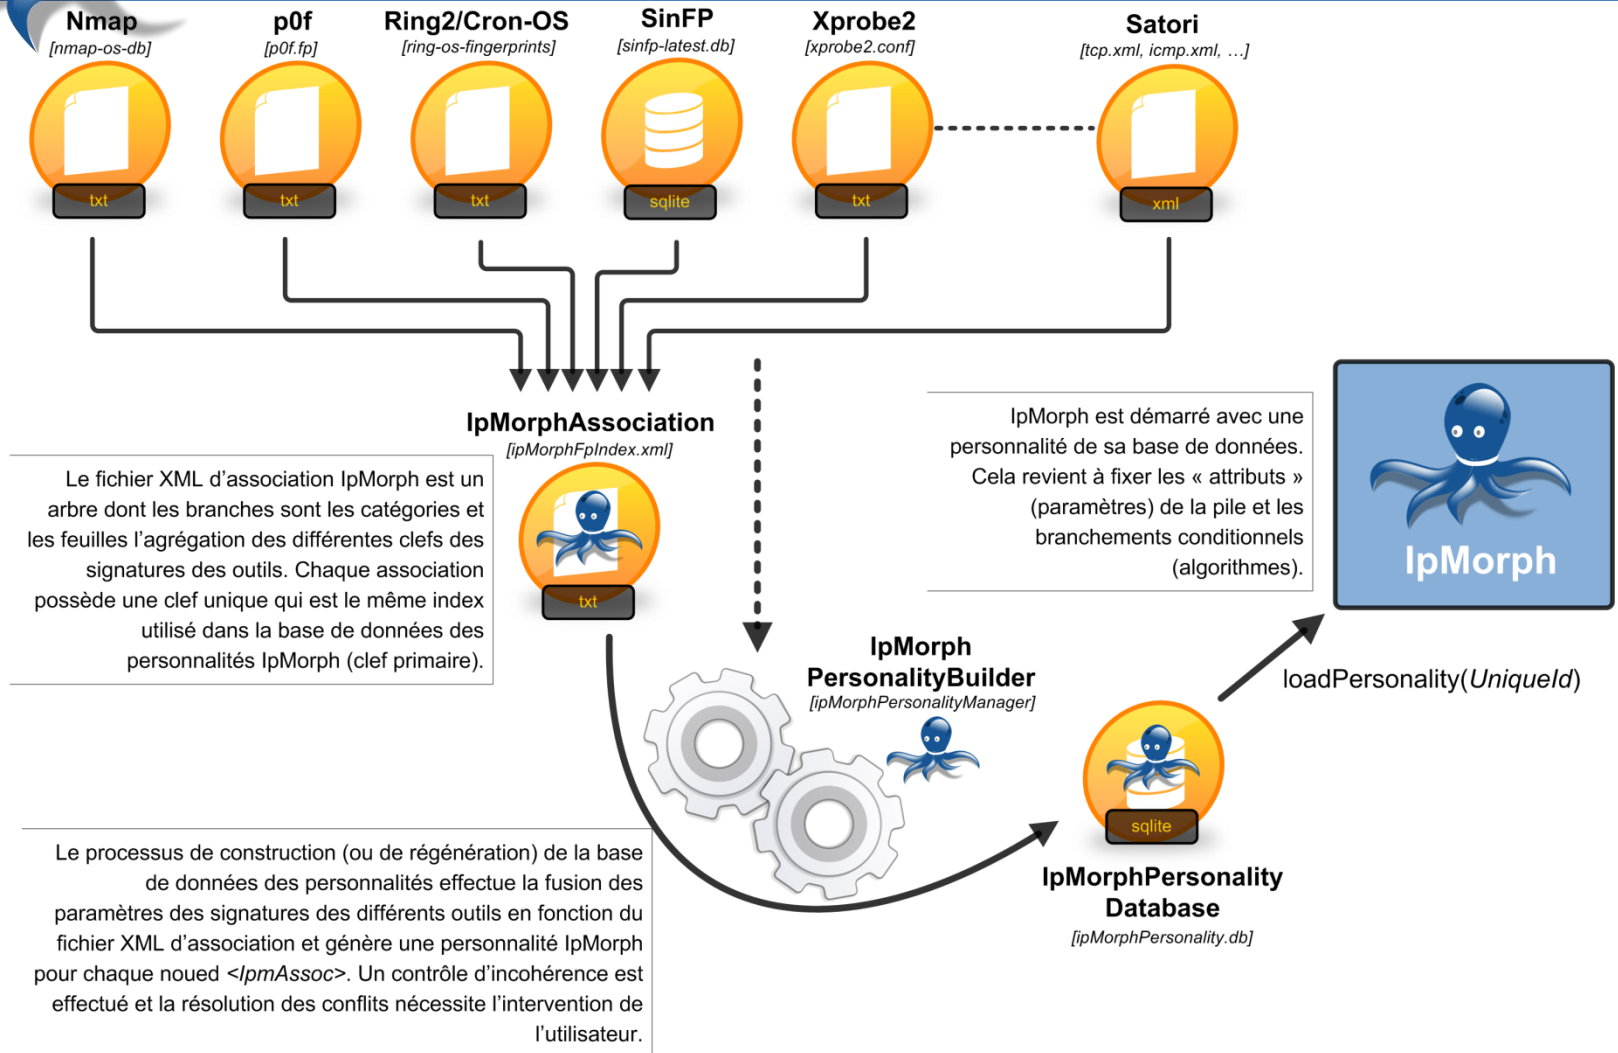 Nmap
[nmap-os-db]
txt
p0f
[p0f.fp]
txt
Ring2/Cron-OS
[ring-os-fingerprints]
txt
SinFP
[sinfp-latest.db]
sqlite
Xprobe2
[xprobe2.conf]
txt
Satori
[tcp.xml, icmp.xml, …]
xml
IpMorphAssociation
[ipMorphFpIndex.xml]
txt
Le fichier XML d’association IpMorph est un
arbre dont les branches sont les catégories et
les feuilles l’agrégation des différentes clefs des
signatures des outils. Chaque association
possède une clef unique qui est le même index
utilisé dans la base de données des
personnalités IpMorph (clef primaire).
IpMorph est démarré avec une
personnalité de sa base de données.
Cela revient à fixer les « attributs »
(paramètres) de la pile et les
branchements conditionnels
(algorithmes).
IpMorph
loadPersonality(UniqueId)
IpMorph
PersonalityBuilder
[ipMorphPersonalityManager]
sqlite
IpMorphPersonality
Database
[ipMorphPersonality.db]
Le processus de construction (ou de régénération) de la base
de données des personnalités effectue la fusion des
paramètres des signatures des différents outils en fonction du
fichier XML d’association et génère une personnalité IpMorph
pour chaque noued <IpmAssoc>. Un contrôle d’incohérence est
effectué et la résolution des conflits nécessite l’intervention de
l’utilisateur.